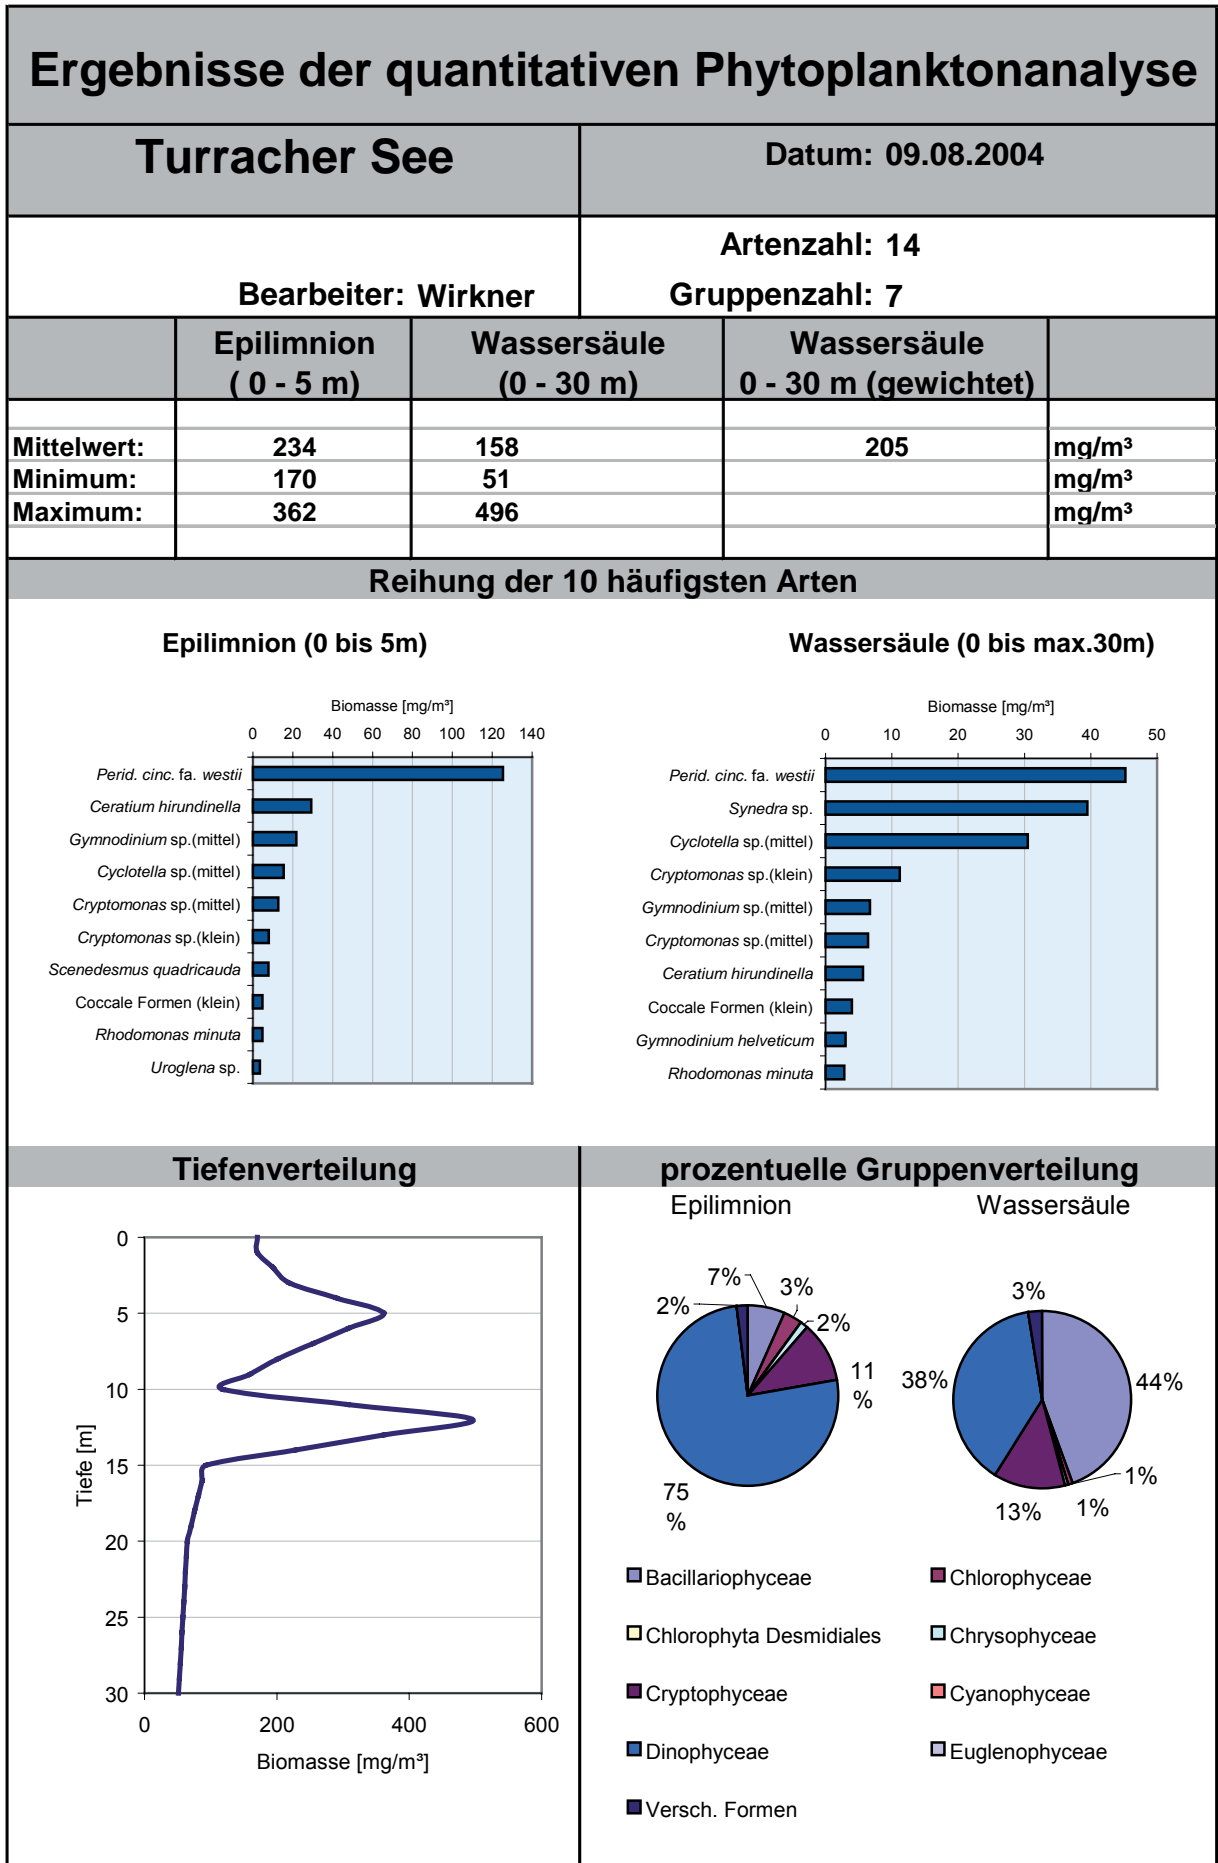 Ergebnisse der quantitativen Phytoplanktonanalyse
Turracher See
Datum: 09.08.2004
Artenzahl: 14
Bearbeiter: Wirkner
Gruppenzahl: 7
Epilimnion
( 0 - 5 m)
Wassersäule
(0 - 30 m)
Wassersäule
0 - 30 m (gewichtet)
Mittelwert: 234 158 205 mg/m³
Minimum: 170 51 mg/m³
Maximum: 362 496 mg/m³
Reihung der 10 häufigsten Arten
Epilimnion (0 bis 5m)
Biomasse [mg/m³]
0 20 40 60 80 100 120 140
Perid. cinc. fa. westii
Ceratium hirundinella
Gymnodinium sp.(mittel)
Cyclotella sp.(mittel)
Cryptomonas sp.(mittel)
Cryptomonas sp.(klein)
Scenedesmus quadricauda
Coccale Formen (klein)
Rhodomonas minuta
Uroglena sp.
Wassersäule (0 bis max.30m)
Biomasse [mg/m³]
0 10 20 30 40 50
Perid. cinc. fa. westii
Synedra sp.
Cyclotella sp.(mittel)
Cryptomonas sp.(klein)
Gymnodinium sp.(mittel)
Cryptomonas sp.(mittel)
Ceratium hirundinella
Coccale Formen (klein)
Gymnodinium helveticum
Rhodomonas minuta
Tiefenverteilung
0
5
10
15
20
25
30
Tiefe [m]
0 200 400 600
Biomasse [mg/m³]
prozentuelle Gruppenverteilung
Epilimnion
7%
3%
2%
2%
11
%
75
%
Wassersäule
3%
38%
44%
1%
13%
1%
Bacillariophyceae
Chlorophyceae
Chlorophyta Desmidiales
Chrysophyceae
Cryptophyceae
Cyanophyceae
Dinophyceae
Euglenophyceae
Versch. Formen